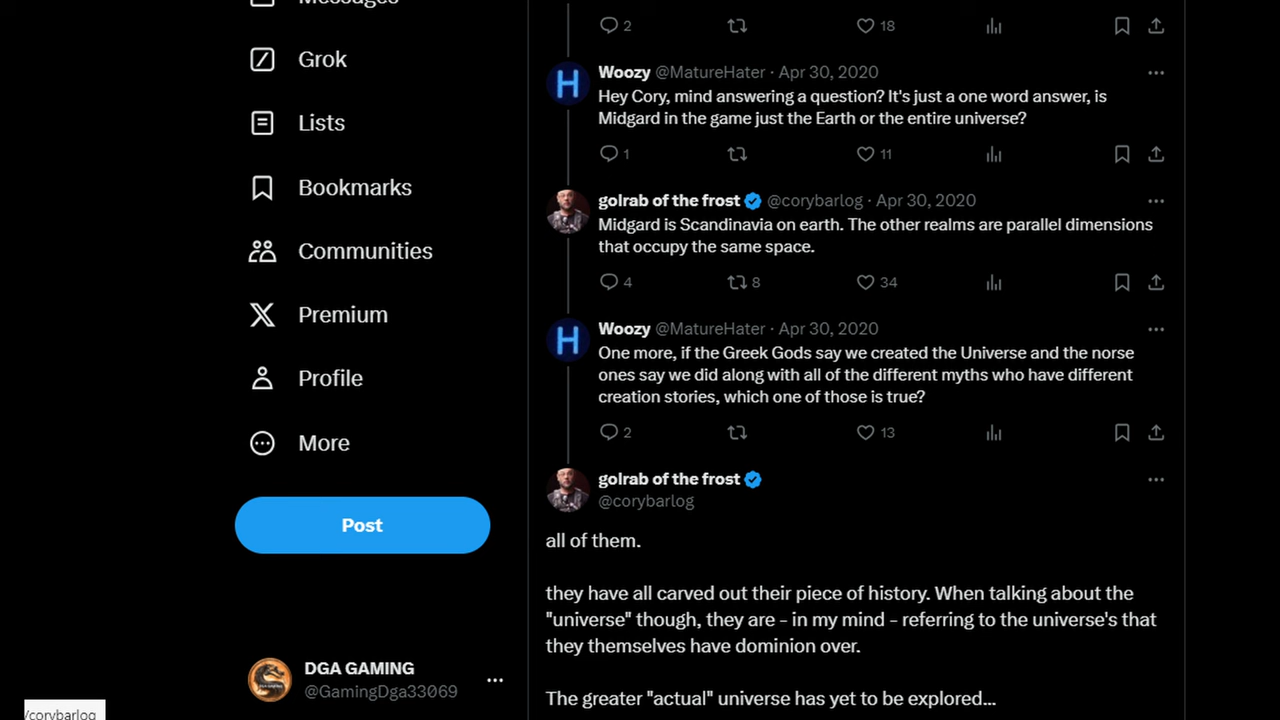 Messages
Grok
Lists
Bookmarks
Communities
Premium
Profile
More
Post
DGA GAMING
@GamingDga33069
/corybarlog
2 18
Woozy @MatureHater · Apr 30, 2020
Hey Cory, mind answering a question? It's just a one word answer, is
Midgard in the game just the Earth or the entire universe?
1 11
golrab of the frost @corybarlog · Apr 30, 2020
Midgard is Scandinavia on earth. The other realms are parallel dimensions
that occupy the same space.
4 8 34
Woozy @MatureHater · Apr 30, 2020
One more, if the Greek Gods say we created the Universe and the norse
ones say we did along with all of the different myths who have different
creation stories, which one of those is true?
2 13
golrab of the frost
@corybarlog
all of them.
they have all carved out their piece of history. When talking about the
"universe" though, they are - in my mind - referring to the universe's that
they themselves have dominion over.
The greater "actual" universe has yet to be explored...